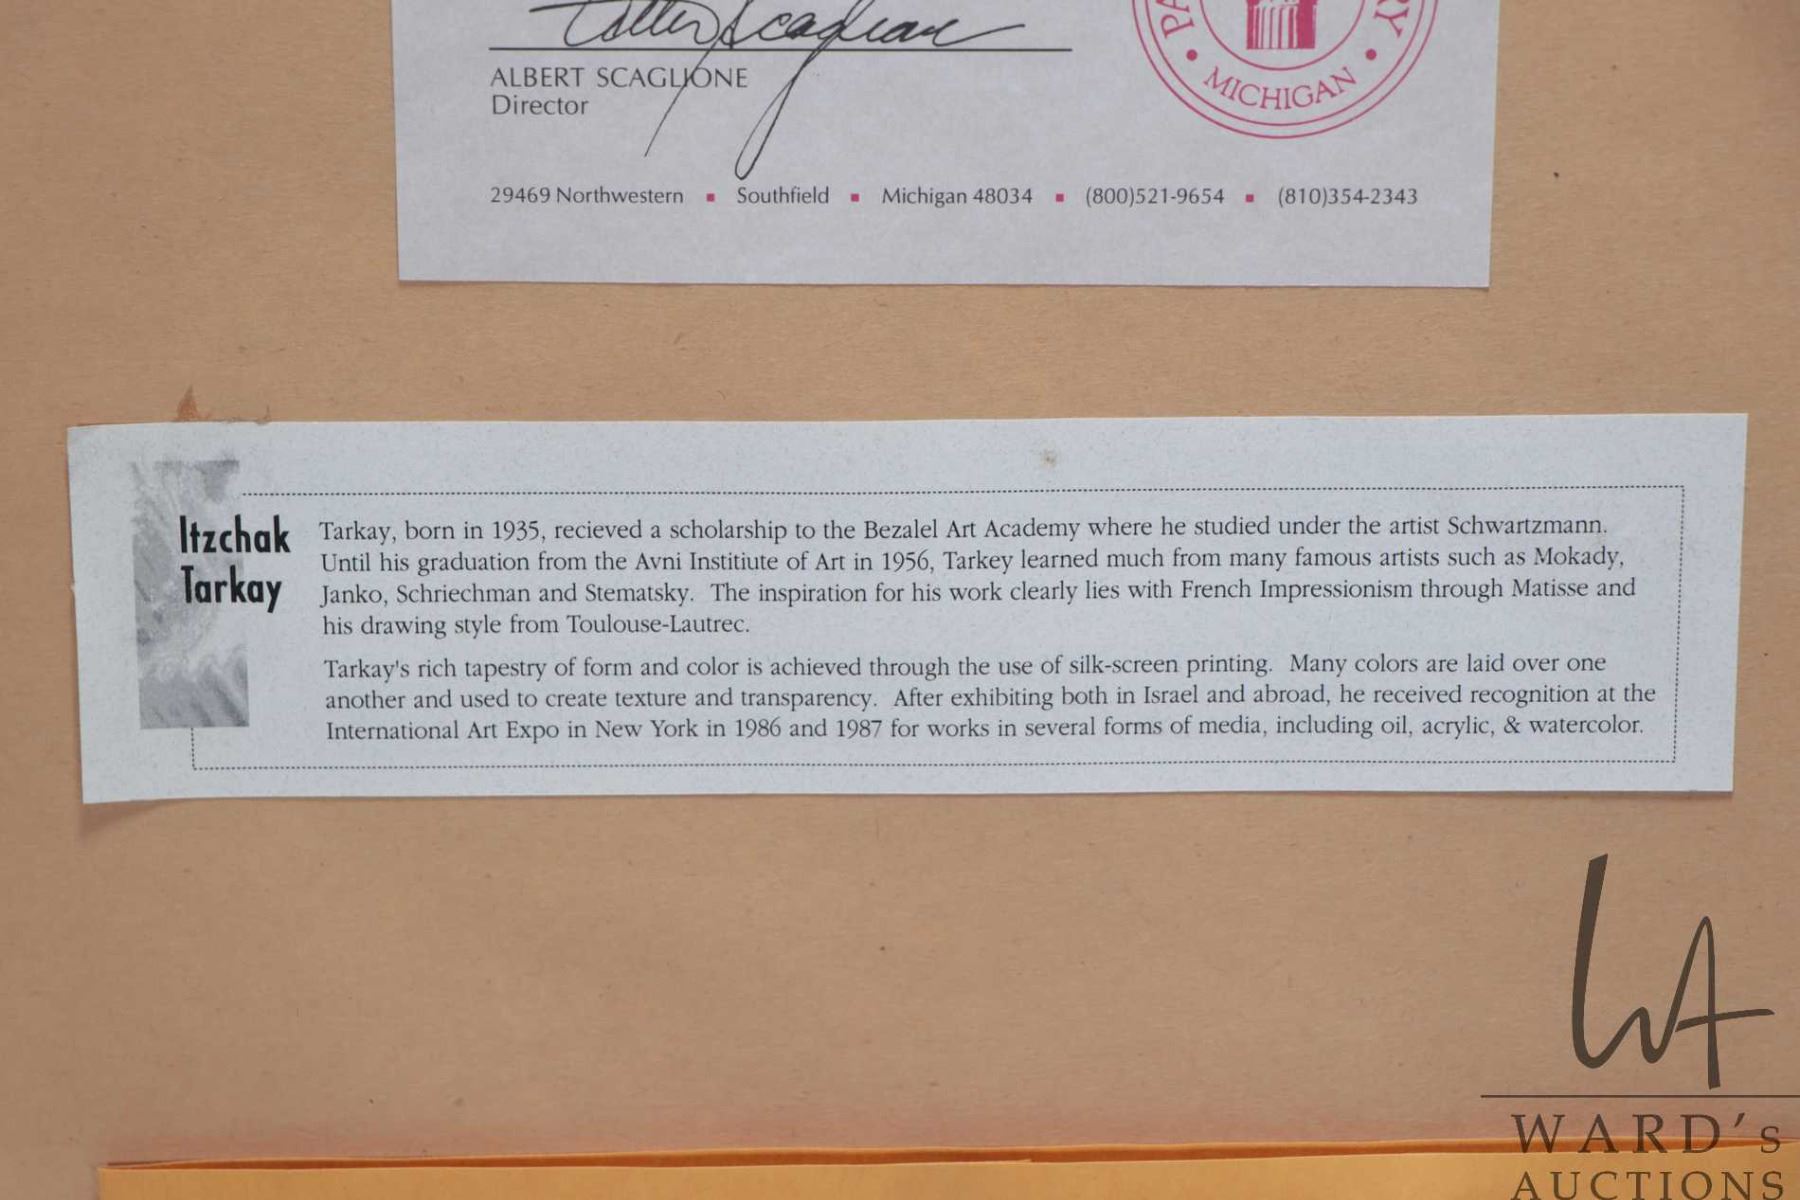 Albert Scaglione
ALBERT SCAGLIONE
Director
PA RY
• MICHIGAN •
29469 Northwestern ▪ Southfield ▪ Michigan 48034 ▪ (800)521-9654 ▪ (810)354-2343
Itzchak
Tarkay
Tarkay, born in 1935, recieved a scholarship to the Bezalel Art Academy where he studied under the artist Schwartzmann.
Until his graduation from the Avni Institiute of Art in 1956, Tarkey learned much from many famous artists such as Mokady,
Janko, Schriechman and Stematsky. The inspiration for his work clearly lies with French Impressionism through Matisse and
his drawing style from Toulouse-Lautrec.
Tarkay's rich tapestry of form and color is achieved through the use of silk-screen printing. Many colors are laid over one
another and used to create texture and transparency. After exhibiting both in Israel and abroad, he received recognition at the
International Art Expo in New York in 1986 and 1987 for works in several forms of media, including oil, acrylic, & watercolor.
WA
WARD's
AUCTIONS